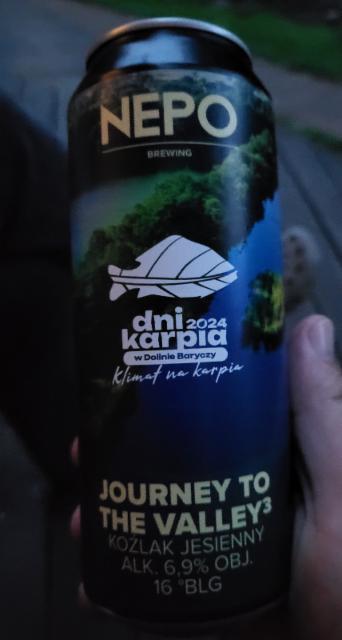 NEPO
BREWING
dni 2024
karpia
w Dolinie Baryczy
Klimat na karpia
JOURNEY TO
THE VALLEY³
KOŹLAK JESIENNY
ALK. 6,9% OBJ.
16 °BLG